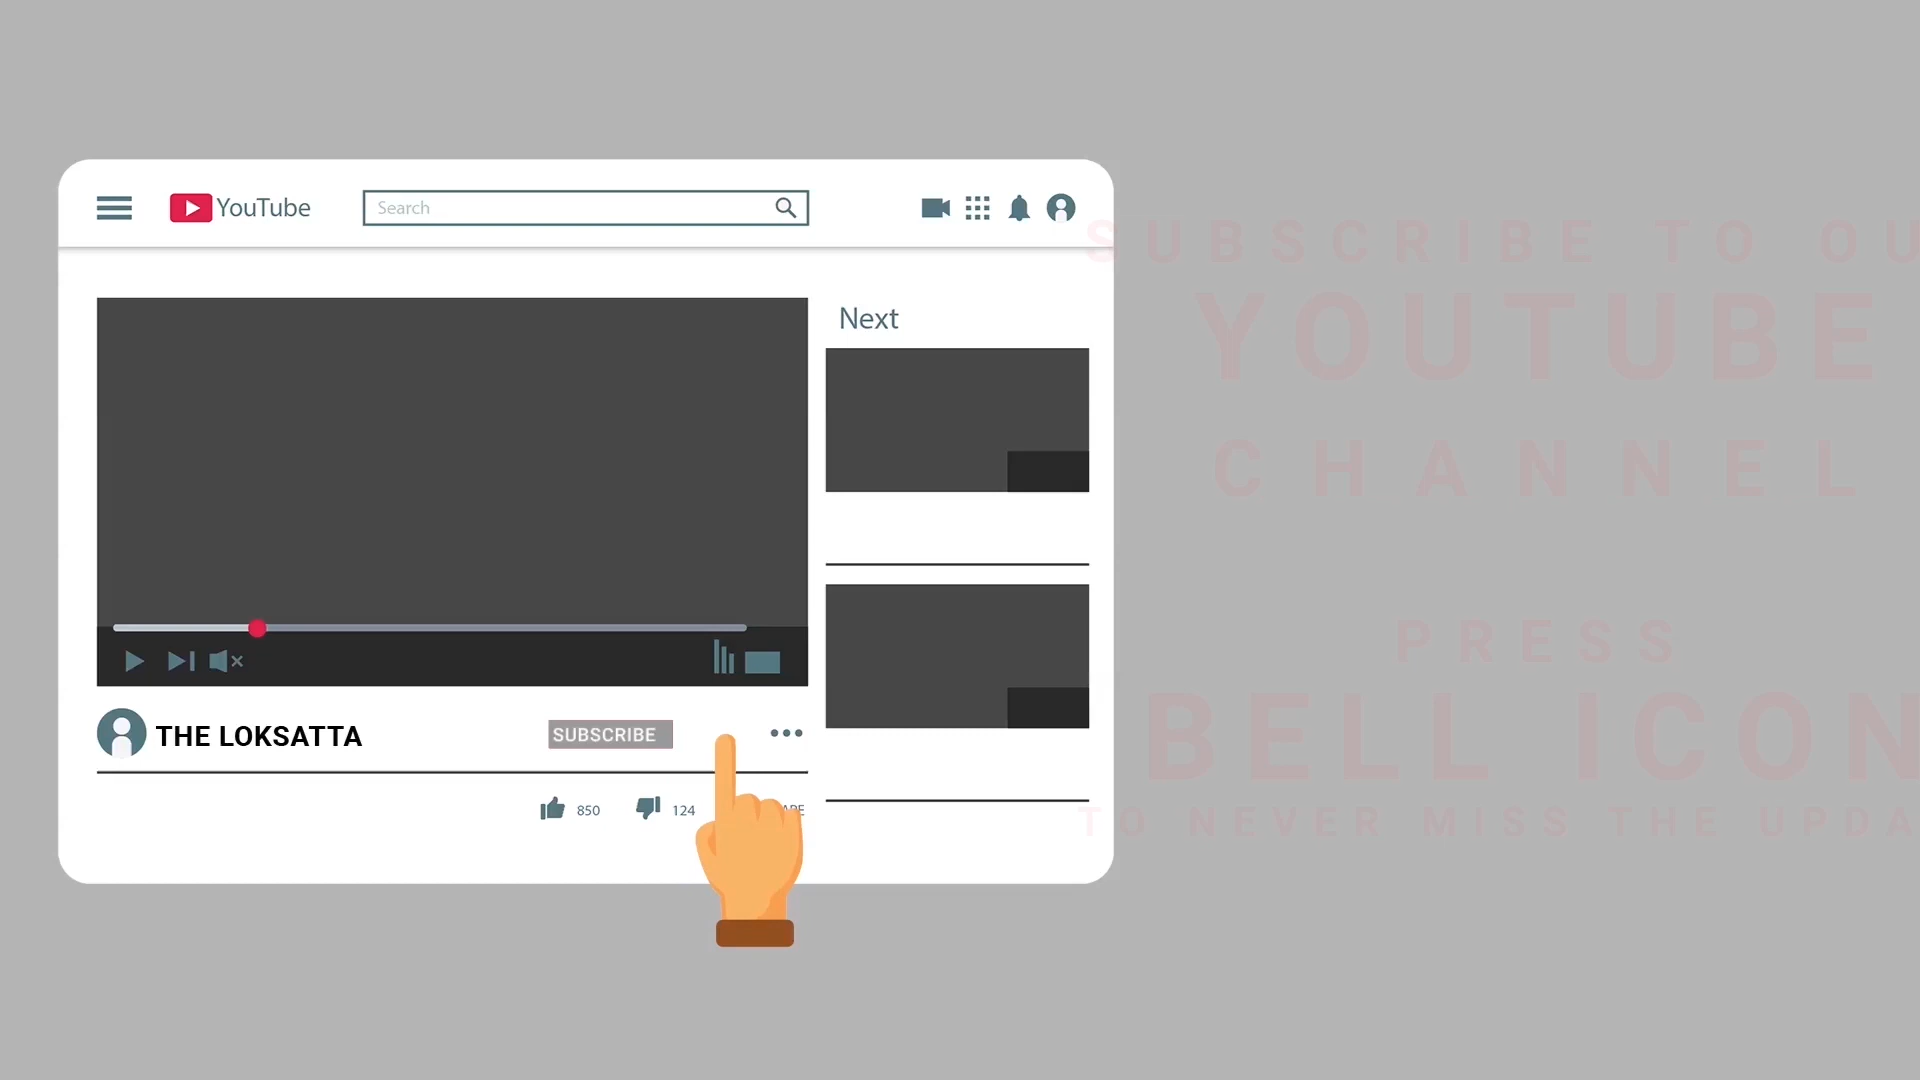 YouTube
Search
Next
THE LOKSATTA
SUBSCRIBE
850
124
SUBSCRIBE TO OU
YOUTUBE
CHANNEL
PRESS
BELL ICON
TO NEVER MISS THE UPDA